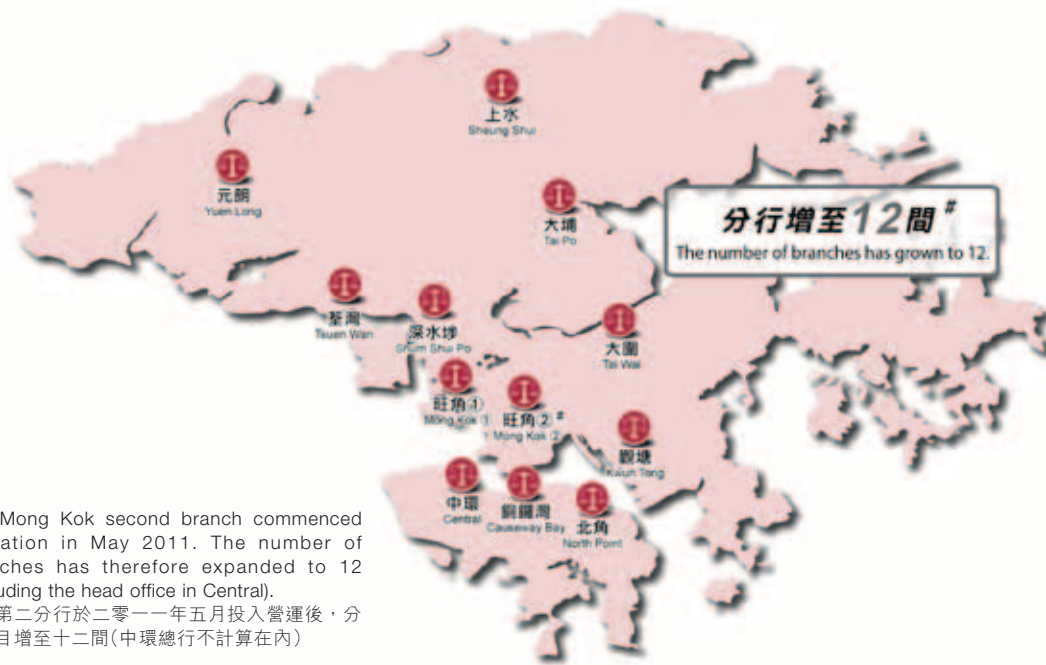 上水
Sheung Shui
元朗
Yuen Long
大埔
Tai Po
分行增至12間#
The number of branches has grown to 12.
荃灣
Tsuen Wan
深水埗
Sham Shui Po
大圍
Tai Wai
旺角①
Mong Kok ①
旺角②#
Mong Kok ②
觀塘
Kwun Tong
中環
Central
銅鑼灣
Causeway Bay
北角
North Point
Mong Kok second branch commenced
ation in May 2011. The number of
ches has therefore expanded to 12
uding the head office in Central).
第二分行於二零一一年五月投入營運後，分
目增至十二間(中環總行不計算在內)